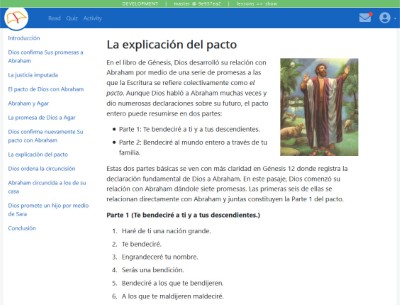 DEVELOPMENT
Read Quiz Activity
Introducción
Dios confirma Sus promesas a
Abraham
La justicia imputada
El pacto de Dios con Abraham
Abraham y Agar
La promesa de Dios a Agar
Dios confirma nuevamente Su
pacto con Abraham
La explicación del pacto
Dios ordena la circuncisión
Abraham circuncida a los de su
casa
Dios promete un hijo por medio
de Sara
Conclusión
La explicación del pacto
En el libro de Génesis, Dios desarrolló su relación con
Abraham por medio de una serie de promesas a las
que la Escritura se refiere colectivamente como el
pacto. Aunque Dios habló a Abraham muchas veces y
dio numerosas declaraciones sobre su futuro, el pacto
entero puede resumirse en dos partes:
• Parte 1: Te bendeciré a ti y a tus descendientes.
• Parte 2: Bendeciré al mundo entero a través de tu
familia.
Estas dos partes básicas se ven con más claridad en Génesis 12 donde registra la
declaración fundamental de Dios a Abraham. En este pasaje, Dios comenzó su
relación con Abraham dándole siete promesas. Las primeras seis de ellas se
relacionan directamente con Abraham y juntas constituyen la Parte 1 del pacto.
Parte 1 (Te bendeciré a ti y a tus descendientes.)
1. Haré de ti una nación grande.
2. Te bendeciré.
3. Engrandeceré tu nombre.
4. Serás una bendición.
5. Bendeciré a los que te bendijeren.
6. A los que te maldijeren maldeciré.